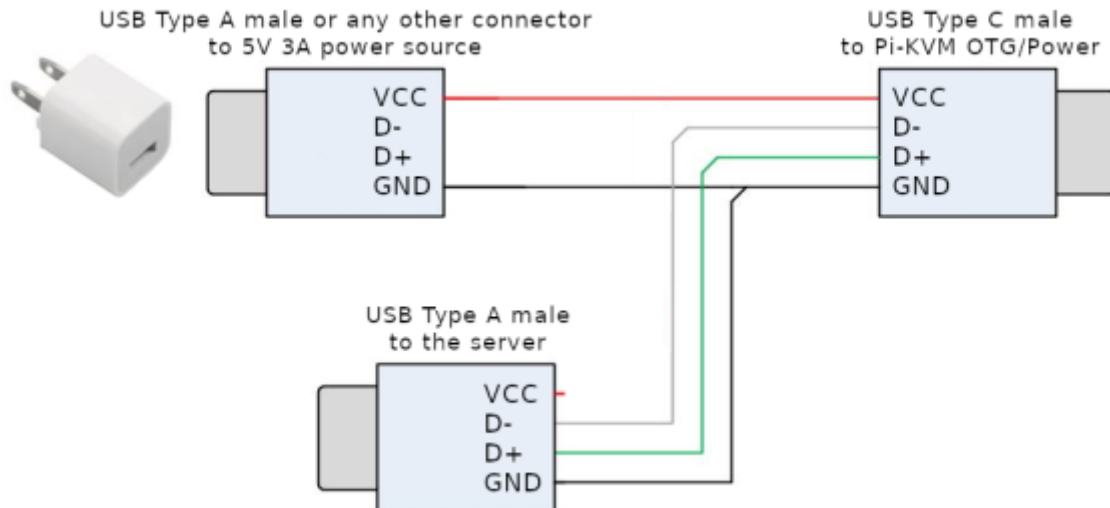 USB Type A male or any other connector
to 5V 3A power source
USB Type C male
to Pi-KVM OTG/Power
VCC
D-
D+
GND
VCC
D-
D+
GND
USB Type A male
to the server
VCC
D-
D+
GND